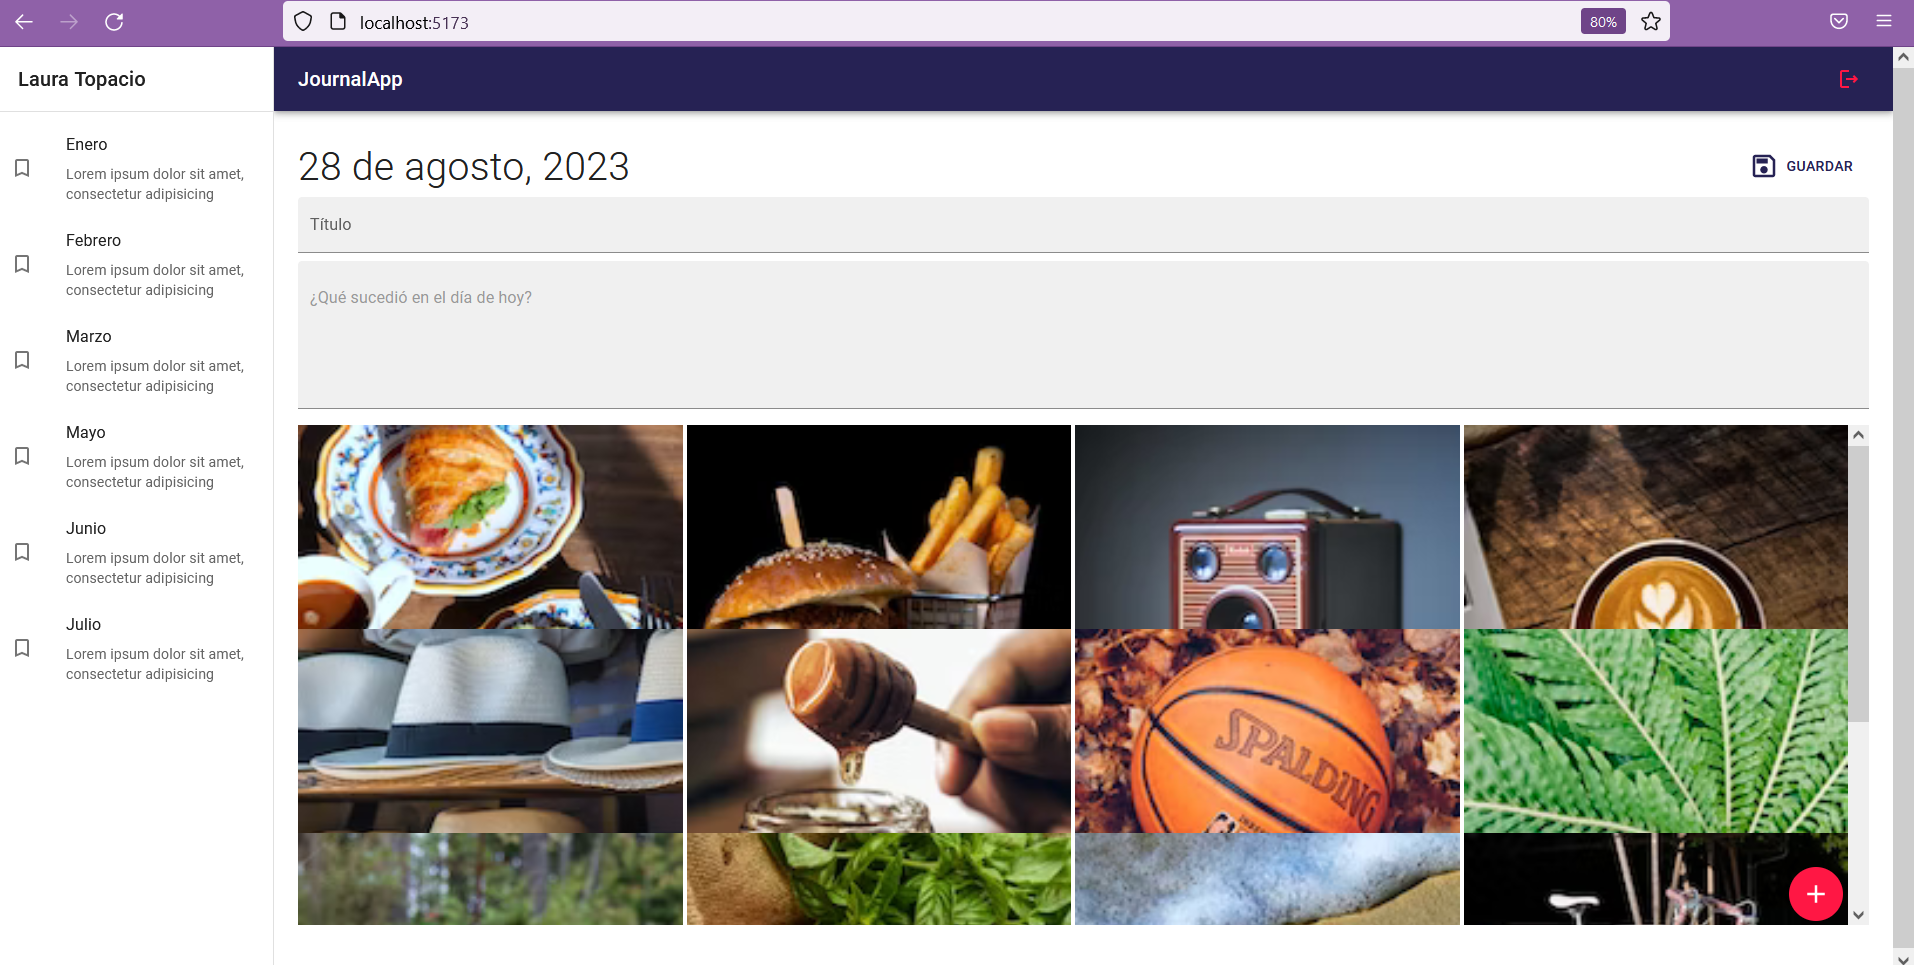 localhost:5173
80%
Laura Topacio
JournalApp
Enero
Lorem ipsum dolor sit amet,
consectetur adipisicing
Febrero
Lorem ipsum dolor sit amet,
consectetur adipisicing
Marzo
Lorem ipsum dolor sit amet,
consectetur adipisicing
Mayo
Lorem ipsum dolor sit amet,
consectetur adipisicing
Junio
Lorem ipsum dolor sit amet,
consectetur adipisicing
Julio
Lorem ipsum dolor sit amet,
consectetur adipisicing
28 de agosto, 2023
GUARDAR
Título
¿Qué sucedió en el día de hoy?
SPALDING